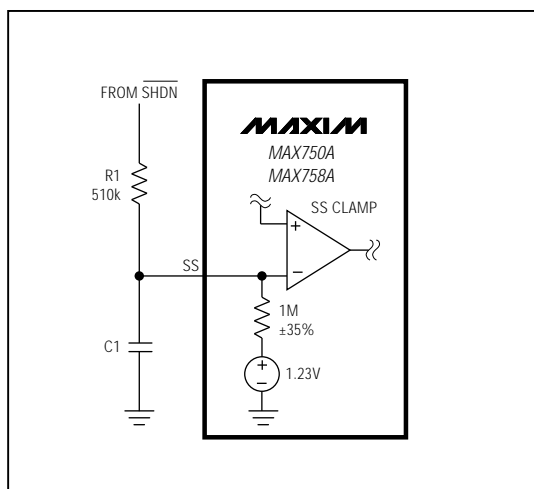 FROM SHDN
MAXIM
MAX750A
MAX758A
R1
510k
SS CLAMP
+
SS
−
1M
±35%
C1
+
−
1.23V